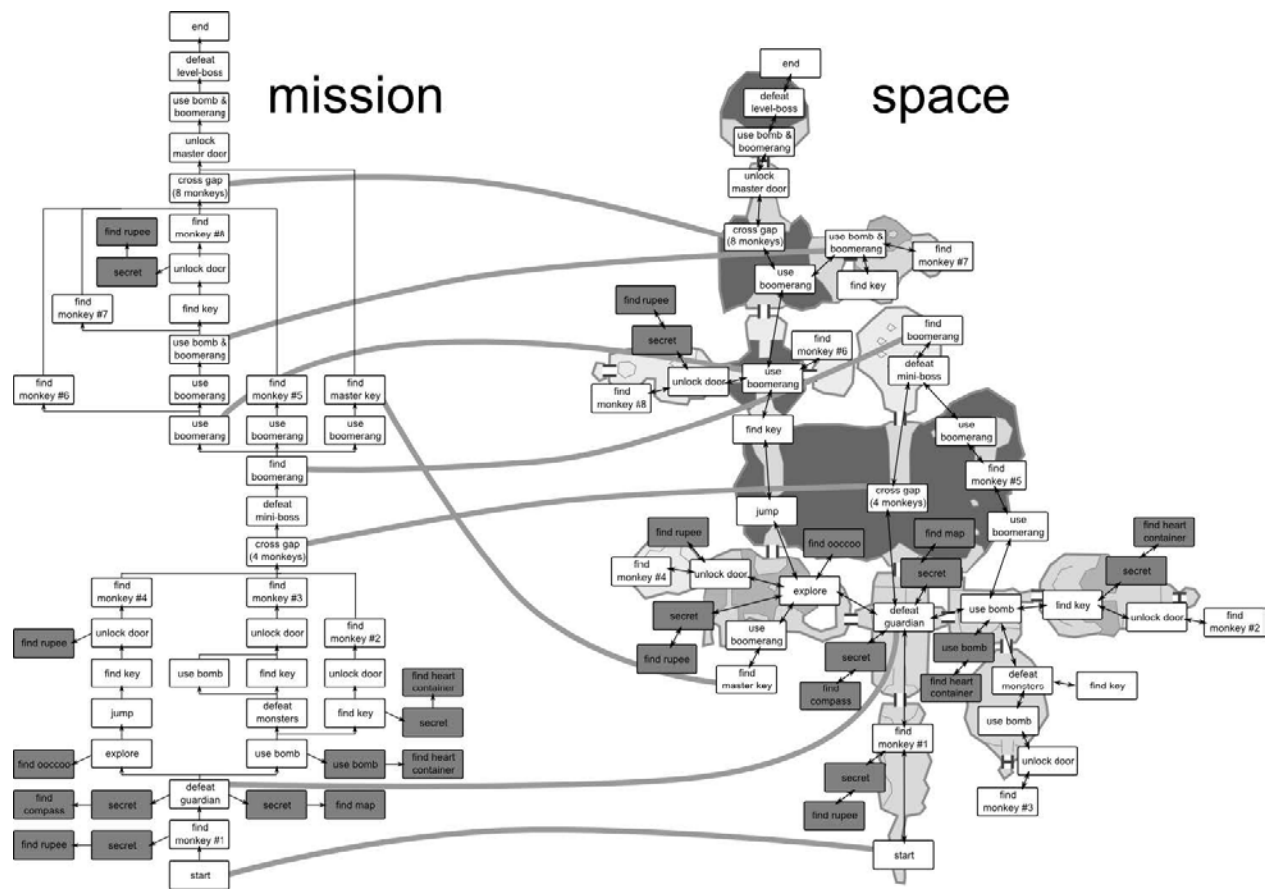 mission
end
defeat
level-boss
use bomb &
boomerang
unlock
master door
cross gap
(8 monkeys)
find
monkey #8
find rupee
secret
unlock door
find
monkey #7
find key
use bomb &
boomerang
find
monkey #6
use
boomerang
find
monkey #5
find
master key
use
boomerang
use
boomerang
use
boomerang
find
boomerang
defeat
mini-boss
cross gap
(4 monkeys)
find
monkey #4
find
monkey #3
find
monkey #2
find rupee
unlock door
unlock door
unlock door
find key
use bomb
find key
find heart
container
jump
defeat
monsters
find key
secret
find ooccoo
explore
use bomb
use bomb
find heart
container
find
compass
secret
defeat
guardian
secret
find map
find rupee
secret
find
monkey #1
start
space
end
defeat
level-boss
use bomb &
boomerang
unlock
master door
cross gap
(8 monkeys)
use bomb &
boomerang
find
monkey #7
use
boomerang
find key
find rupee
secret
find
monkey #6
find
boomerang
unlock door
use
boomerang
defeat
mini-boss
find
monkey #8
find key
use
boomerang
find
monkey #5
cross gap
(4 monkeys)
jump
use
boomerang
find rupee
find ooccoo
find map
find heart
container
find
monkey #4
unlock door
secret
secret
explore
secret
defeat
guardian
use bomb
find key
unlock door
find
monkey #2
use
boomerang
find rupee
secret
use bomb
find
master key
find
compass
find heart
container
defeat
monsters
find key
use bomb
find
monkey #1
unlock door
secret
find
monkey #3
find rupee
start